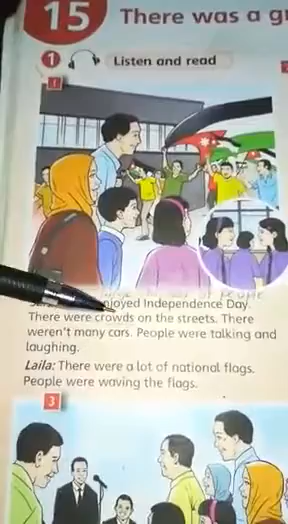 15 There was a
1 Listen and read
1
people
enjoyed Independence Day.
There were crowds on the streets. There
weren't many cars. People were talking and
laughing.
Laila: There were a lot of national flags.
People were waving the flags.
3